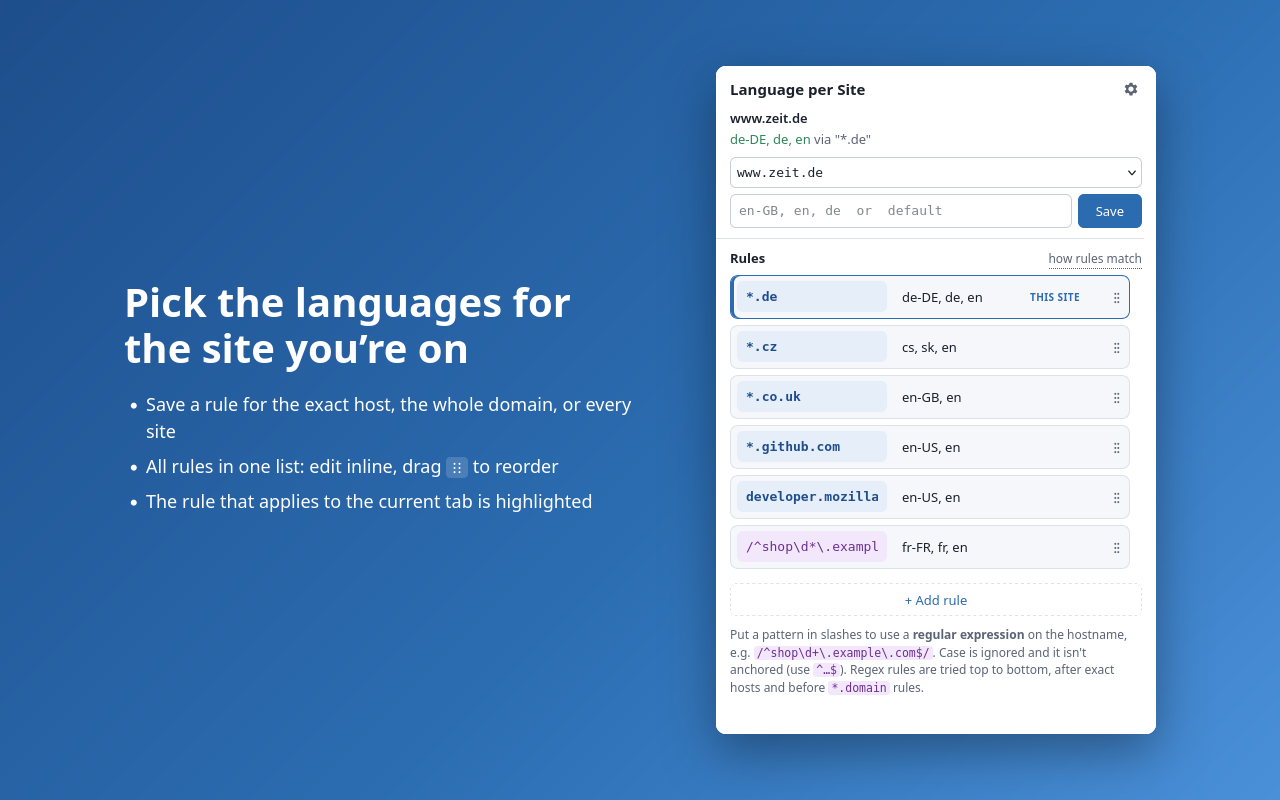 Pick the languages for
the site you’re on
• Save a rule for the exact host, the whole domain, or every
site
• All rules in one list: edit inline, drag ⠿ to reorder
• The rule that applies to the current tab is highlighted
Language per Site
www.zeit.de
de-DE, de, en via "*.de"
www.zeit.de
en-GB, en, de  or  default
Save
Rules
how rules match
*.de de-DE, de, en THIS SITE
*.cz cs, sk, en
*.co.uk en-GB, en
*.github.com en-US, en
developer.mozilla en-US, en
/^shop\d*\.exampl fr-FR, fr, en
+ Add rule
Put a pattern in slashes to use a regular expression on the hostname,
e.g. /^shop\d+\.example\.com$/. Case is ignored and it isn't
anchored (use ^…$). Regex rules are tried top to bottom, after exact
hosts and before *.domain rules.